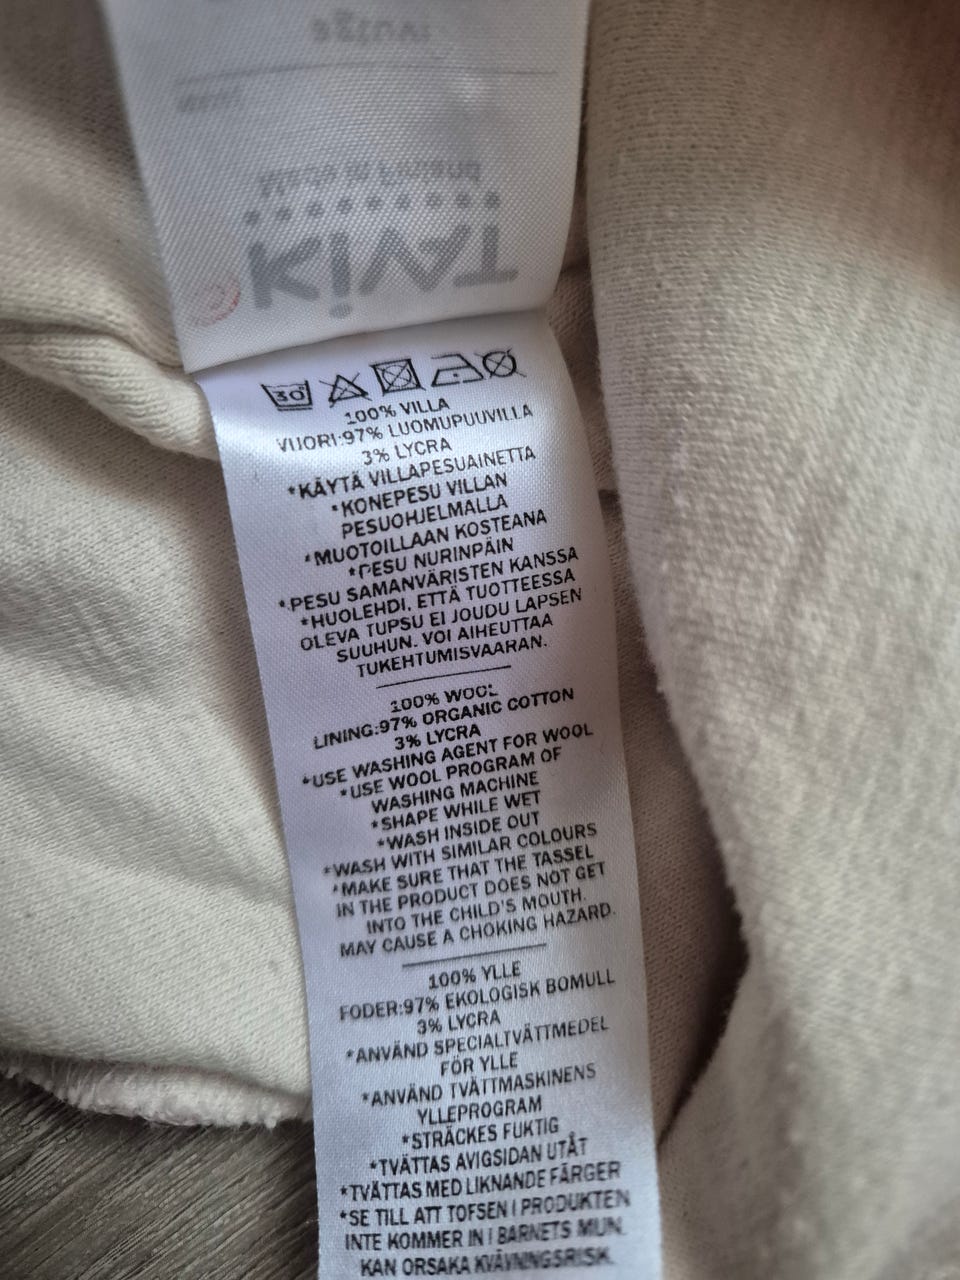 TAVIKA
Made in Finland
30°
100% VILLA
VUORI:97% LUOMUPUUVILLA
3% LYCRA
*KÄYTÄ VILLAPESUAINETTA
*KONEPESU VILLAN
PESUOHJELMALLA
*MUOTOILLAAN KOSTEANA
*PESU NURINPÄIN
*PESU SAMANVÄRISTEN KANSSA
*HUOLEHDI, ETTÄ TUOTTEESSA
OLEVA TUPSU EI JOUDU LAPSEN
SUUHUN. VOI AIHEUTTAA
TUKEHTUMISVAARAN.
100% WOOL
LINING:97% ORGANIC COTTON
3% LYCRA
*USE WASHING AGENT FOR WOOL
*USE WOOL PROGRAM OF
WASHING MACHINE
*SHAPE WHILE WET
*WASH INSIDE OUT
*WASH WITH SIMILAR COLOURS
*MAKE SURE THAT THE TASSEL
IN THE PRODUCT DOES NOT GET
INTO THE CHILD'S MOUTH.
MAY CAUSE A CHOKING HAZARD.
100% YLLE
FODER:97% EKOLOGISK BOMULL
3% LYCRA
*ANVÄND SPECIALTVÄTTMEDEL
FÖR YLLE
*ANVÄND TVÄTTMASKINENS
YLLEPROGRAM
*STRÄCKES FUKTIG
*TVÄTTAS AVIGSIDAN UTÅT
*TVÄTTAS MED LIKNANDE FÄRGER
*SE TILL ATT TOFSEN I PRODUKTEN
INTE KOMMER IN I BARNETS MUN.
KAN ORSAKA KVÄVNINGSRISK.